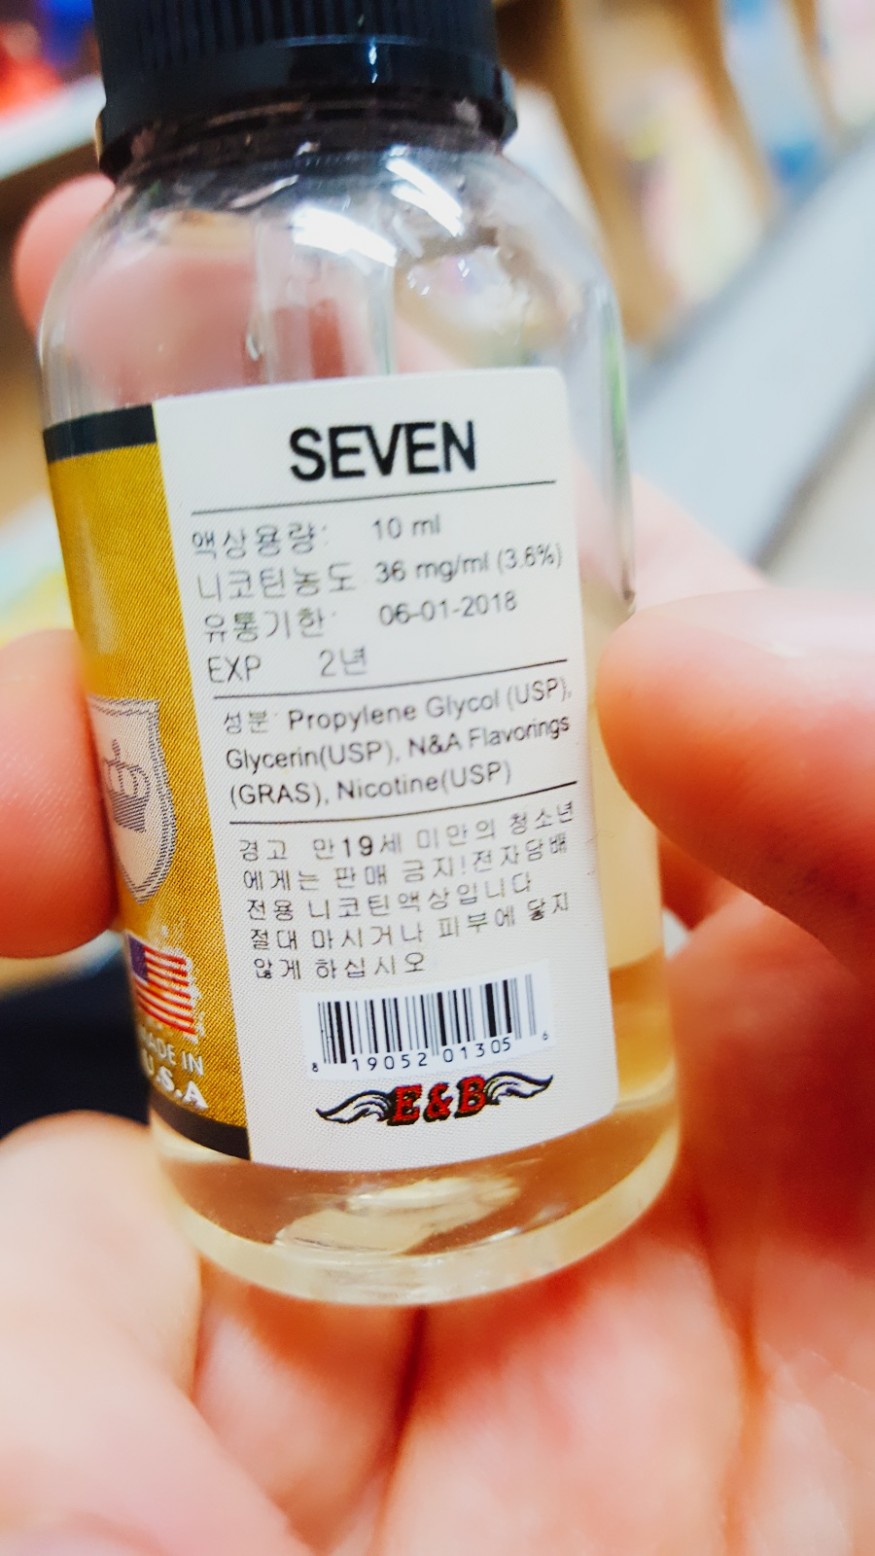 SEVEN
액상용량: 10 ml
니코틴농도 36 mg/ml (3.6%)
유통기한: 06-01-2018
EXP 2년
성분: Propylene Glycol (USP),
Glycerin(USP), N&A Flavorings
(GRAS), Nicotine(USP)
경고 만19세 미만의 청소년
에게는 판매 금지!전자담배
전용 니코틴액상입니다
절대 마시거나 피부에 닿지
않게 하십시오
8 19052 01305 6
E&B
MADE IN
U.S.A